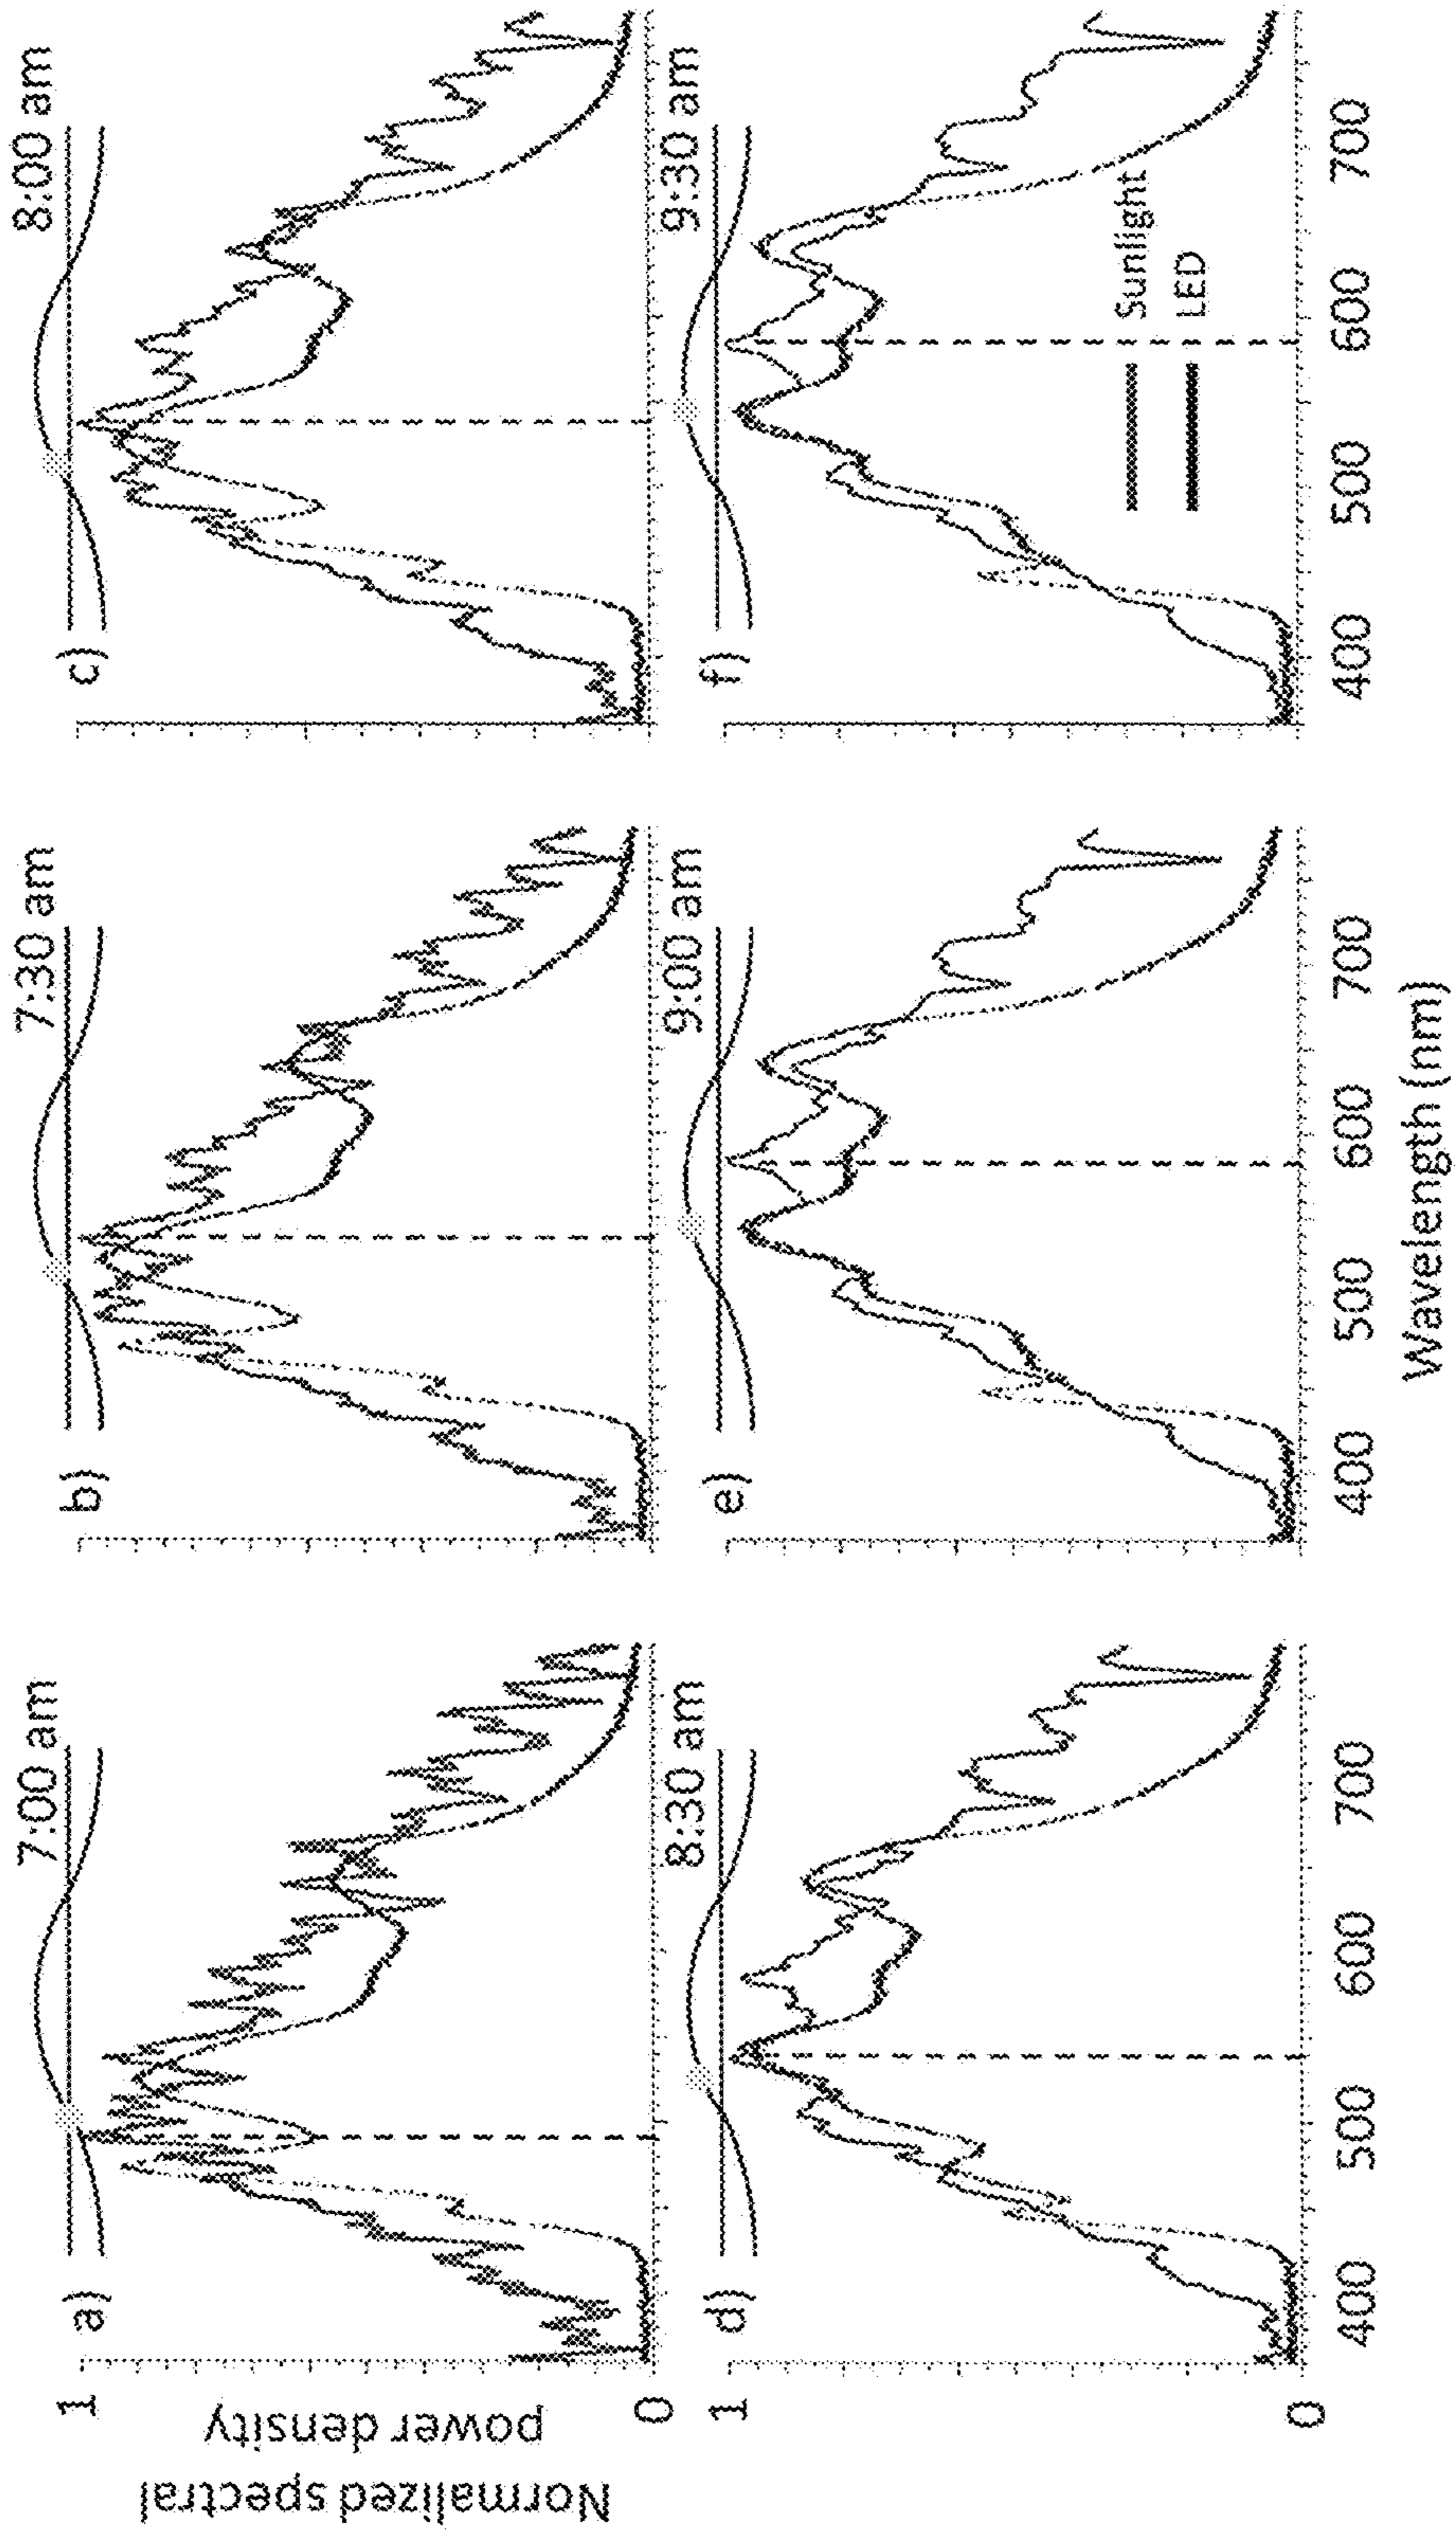 a)
7:00 am
b)
7:30 am
c)
8:00 am
1
0
Normalized spectral
power density
d)
8:30 am
e)
9:00 am
f)
9:30 am
1
0
Sunlight
LED
400
500
600
700
400
500
600
700
400
500
600
700
Wavelength (nm)